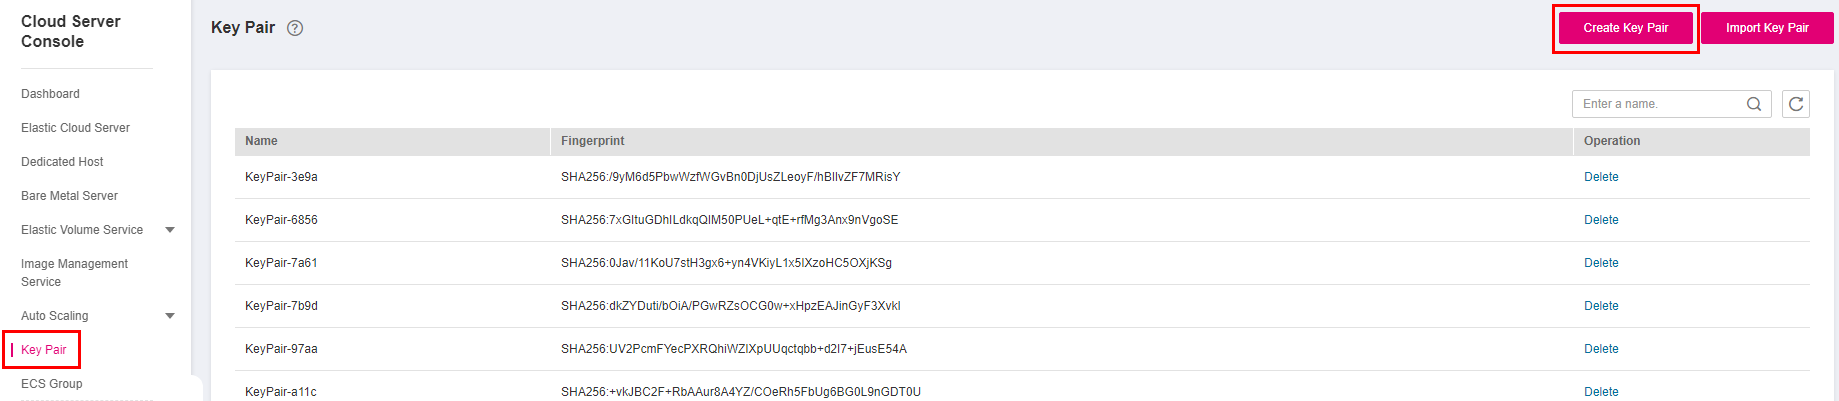 Cloud Server
Console
Dashboard
Elastic Cloud Server
Dedicated Host
Bare Metal Server
Elastic Volume Service
Image Management
Service
Auto Scaling
Key Pair
ECS Group
Key Pair ?
Create Key Pair
Import Key Pair
Enter a name.
Name Fingerprint Operation
KeyPair-3e9a SHA256:/9yM6d5PbwWzfWGvBn0DjUsZLeoyF/hBIlvZF7MRisY Delete
KeyPair-6856 SHA256:7xGItuGDhILdkqQIM50PUeL+qtE+rfMg3Anx9nVgoSE Delete
KeyPair-7a61 SHA256:0Jav/11KoU7stH3gx6+yn4VKiyL1x5IXzoHC5OXjKSg Delete
KeyPair-7b9d SHA256:dkZYDuti/bOiA/PGwRZsOCG0w+xHpzEAJinGyF3XvkI Delete
KeyPair-97aa SHA256:UV2PcmFYecPXRQhiWZIXpUUqctqbb+d2I7+jEusE54A Delete
KeyPair-a11c SHA256:+vkJBC2F+RbAAur8A4YZ/COeRh5FbUg6BG0L9nGDT0U Delete